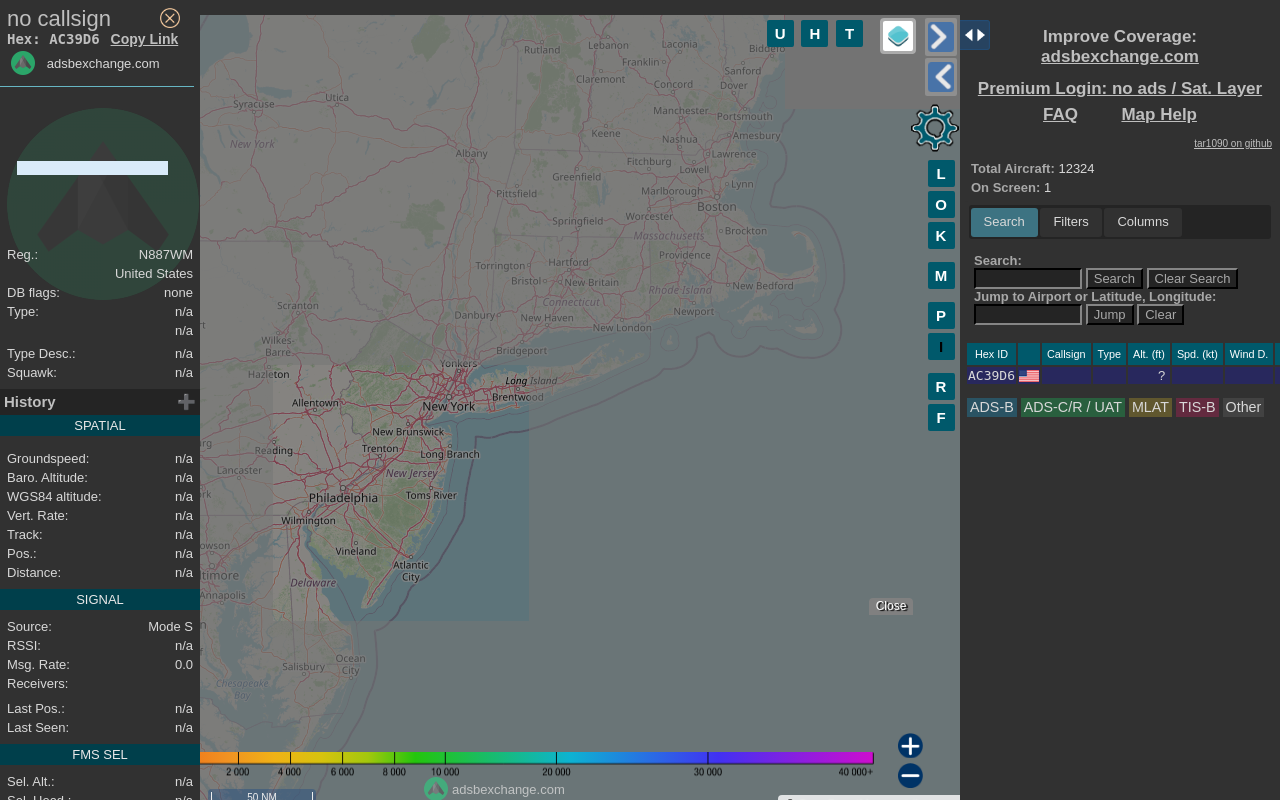 no callsign
Hex: AC39D6 Copy Link
adsbexchange.com
Reg.: N887WM
United States
DB flags: none
Type: n/a
n/a
Type Desc.: n/a
Squawk: n/a
History
SPATIAL
Groundspeed: n/a
Baro. Altitude: n/a
WGS84 altitude: n/a
Vert. Rate: n/a
Track: n/a
Pos.: n/a
Distance: n/a
SIGNAL
Source: Mode S
RSSI: n/a
Msg. Rate: 0.0
Receivers:
Last Pos.: n/a
Last Seen: n/a
FMS SEL
Sel. Alt.: n/a
U H T
L
O
K
M
P
I
R
F
Rutland
Lebanon
Laconia
Franklin
Sanford
Claremont
Concord
Dover
Syracuse
Utica
Manchester
Portsmouth
Keene
Nashua
Amesbury
New York
Albany
Fitchburg
Lawrence
Lowell
Greenfield
Lynn
Pittsfield
Marlborough
Boston
Worcester
Springfield
Massachusetts
Brockton
Providence
Torrington
Hartford
Bristol
New Britain
New Bedford
Rhode Island
Connecticut
Newport
Scranton
Danbury
New Haven
New London
Wilkes-
Barre
Bridgeport
Yonkers
Hazleton
Long Island
Brentwood
Allentown
New York
New Brunswick
Reading
Trenton
Long Branch
Lancaster
New Jersey
Philadelphia
Toms River
Wilmington
Vineland
Atlantic
City
Delaware
Annapolis
Close
Ocean
City
Salisbury
Chesapeake
Bay
2 000 4 000 6 000 8 000 10 000 20 000 30 000 40 000+
adsbexchange.com
50 NM
Improve Coverage:
adsbexchange.com
Premium Login: no ads / Sat. Layer
FAQ Map Help
tar1090 on github
Total Aircraft: 12324
On Screen: 1
Search Filters Columns
Search:
Search Clear Search
Jump to Airport or Latitude, Longitude:
Jump Clear
Hex ID Callsign Type Alt. (ft) Spd. (kt) Wind D.
AC39D6 ?
ADS-B ADS-C/R / UAT MLAT TIS-B Other